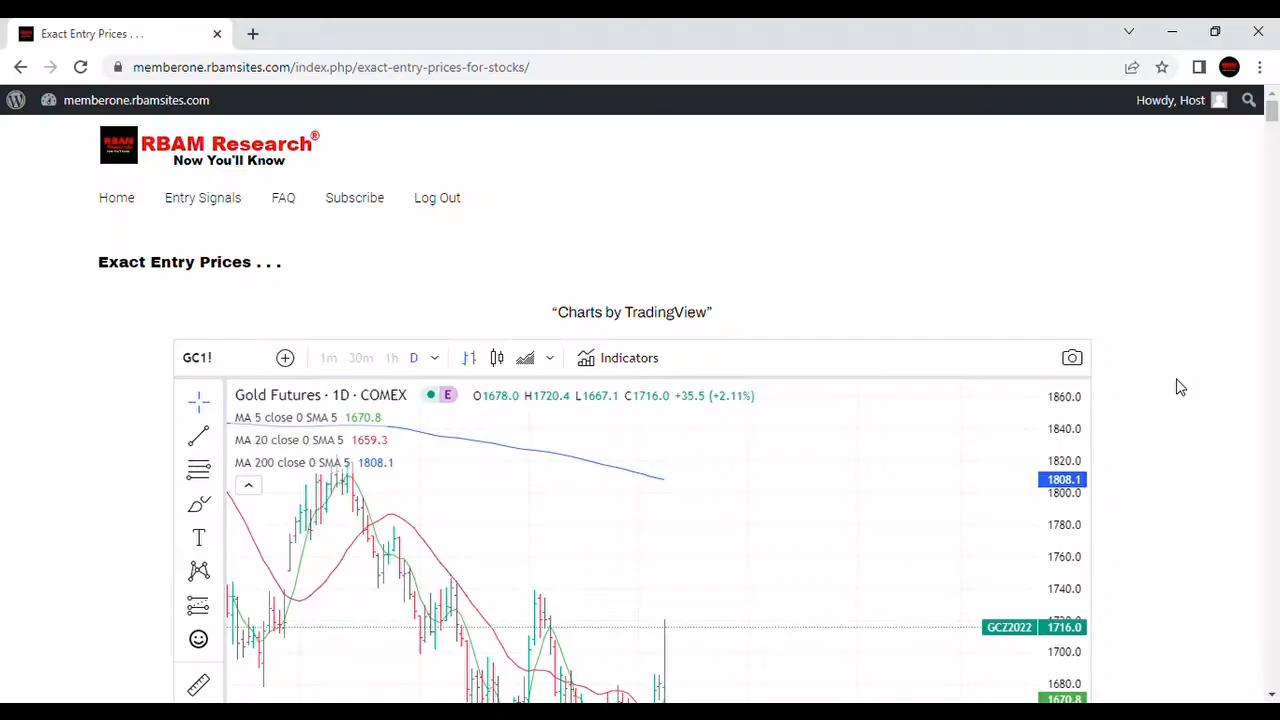 Exact Entry Prices . . .
memberone.rbamsites.com/index.php/exact-entry-prices-for-stocks/
memberone.rbamsites.com
Howdy, Host
RBAM Research®
Now You'll Know
Home Entry Signals FAQ Subscribe Log Out
Exact Entry Prices . . .
“Charts by TradingView”
GC1! 1m 30m 1h D Indicators
Gold Futures · 1D · COMEX E O1678.0 H1720.4 L1667.1 C1716.0 +35.5 (+2.11%)
MA 5 close 0 SMA 5 1670.8
MA 20 close 0 SMA 5 1659.3
MA 200 close 0 SMA 5 1808.1
1860.0
1840.0
1820.0
1808.1
1800.0
1780.0
1760.0
1740.0
GCZ2022 1716.0
1700.0
1680.0
1670.8